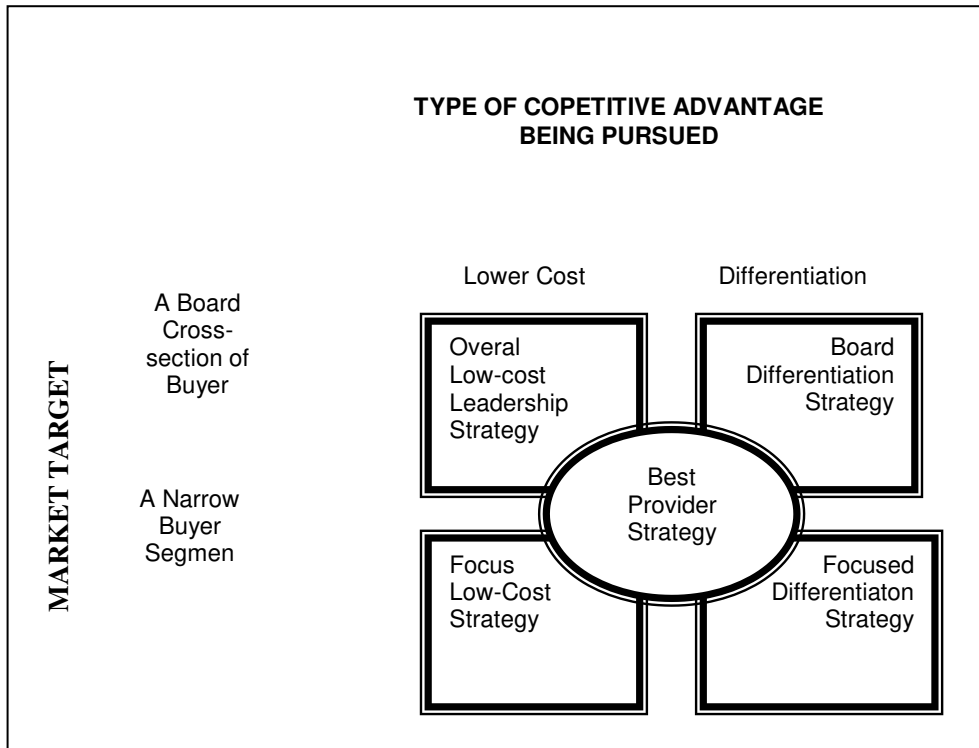 TYPE OF COPETITIVE ADVANTAGE
BEING PURSUED
Lower Cost
Differentiation
MARKET TARGET
A Board
Cross-
section of
Buyer
Overal
Low-cost
Leadership
Strategy
Board
Differentiation
Strategy
Best
Provider
Strategy
A Narrow
Buyer
Segmen
Focus
Low-Cost
Strategy
Focused
Differentiaton
Strategy